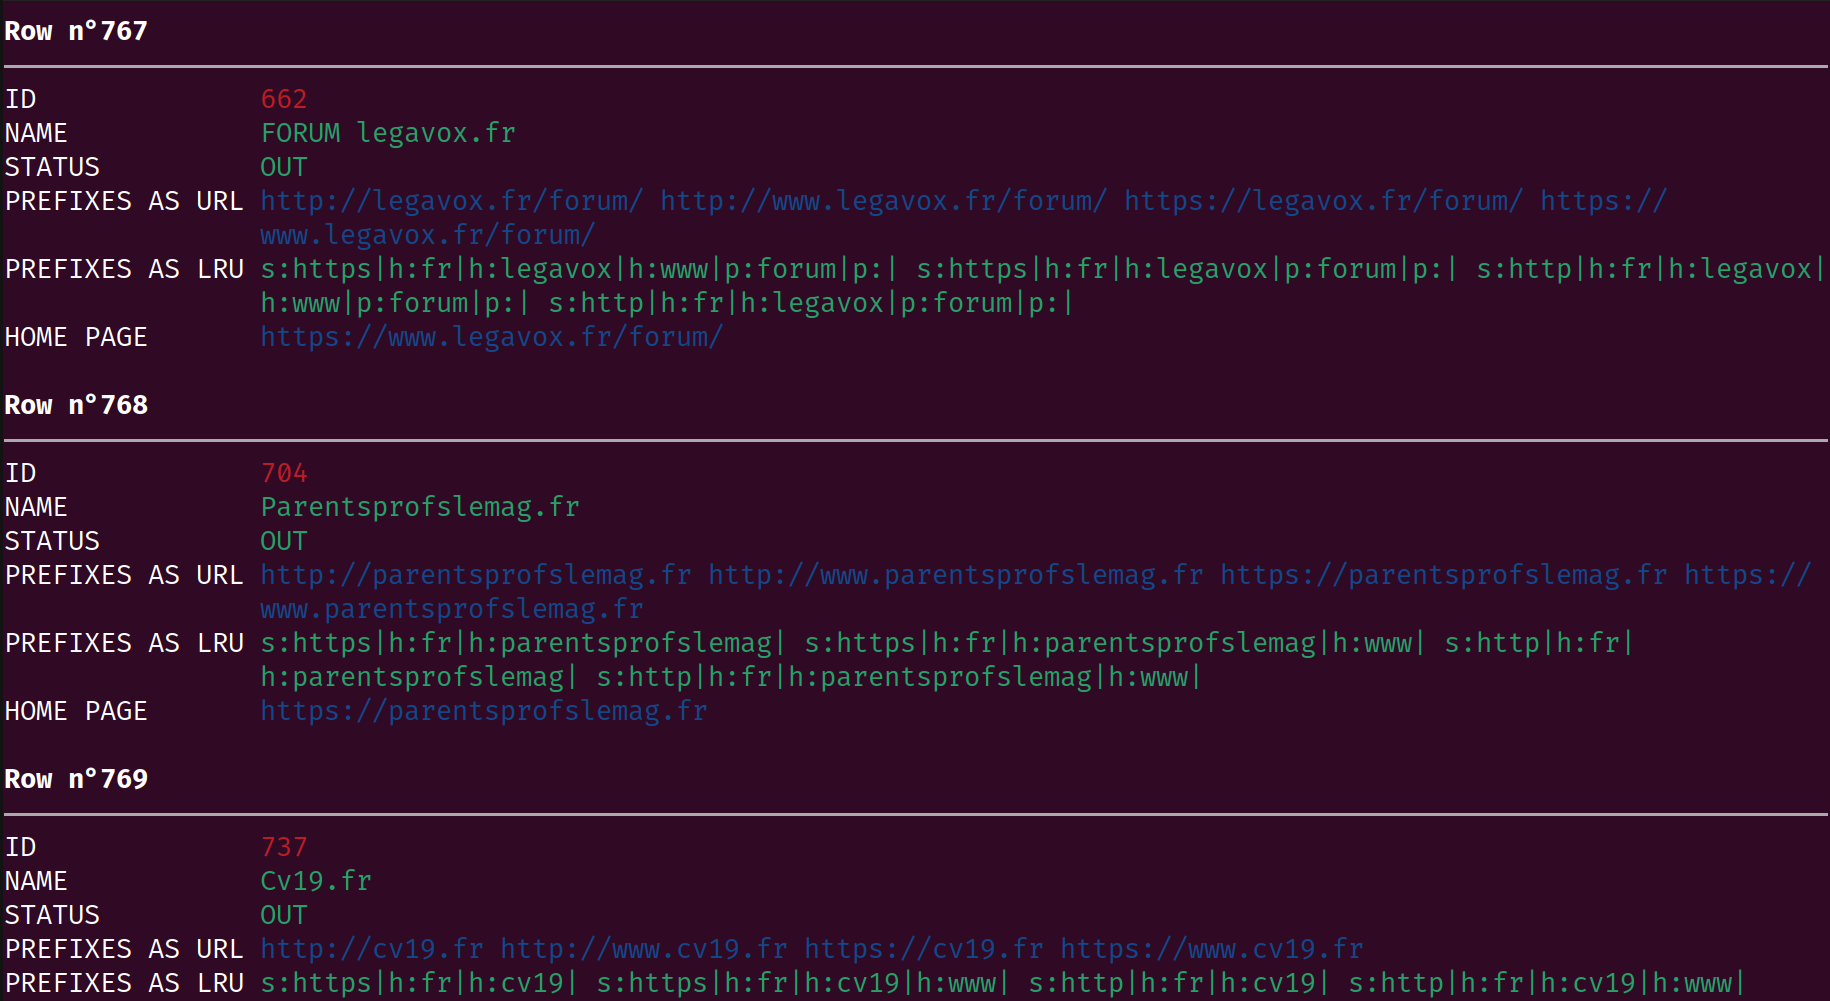 Row n°767
ID 662
NAME FORUM legavox.fr
STATUS OUT
PREFIXES AS URL http://legavox.fr/forum/ http://www.legavox.fr/forum/ https://legavox.fr/forum/ https://
www.legavox.fr/forum/
PREFIXES AS LRU s:https|h:fr|h:legavox|h:www|p:forum|p:| s:https|h:fr|h:legavox|p:forum|p:| s:http|h:fr|h:legavox|
h:www|p:forum|p:| s:http|h:fr|h:legavox|p:forum|p:|
HOME PAGE https://www.legavox.fr/forum/
Row n°768
ID 704
NAME Parentsprofslemag.fr
STATUS OUT
PREFIXES AS URL http://parentsprofslemag.fr http://www.parentsprofslemag.fr https://parentsprofslemag.fr https://
www.parentsprofslemag.fr
PREFIXES AS LRU s:https|h:fr|h:parentsprofslemag| s:https|h:fr|h:parentsprofslemag|h:www| s:http|h:fr|
h:parentsprofslemag| s:http|h:fr|h:parentsprofslemag|h:www|
HOME PAGE https://parentsprofslemag.fr
Row n°769
ID 737
NAME Cv19.fr
STATUS OUT
PREFIXES AS URL http://cv19.fr http://www.cv19.fr https://cv19.fr https://www.cv19.fr
PREFIXES AS LRU s:https|h:fr|h:cv19| s:https|h:fr|h:cv19|h:www| s:http|h:fr|h:cv19| s:http|h:fr|h:cv19|h:www|